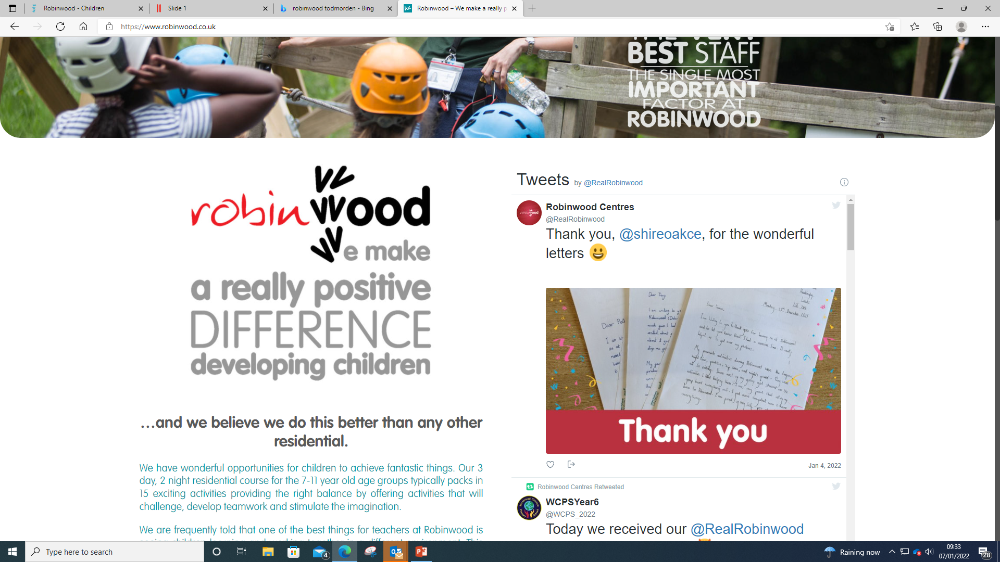 Robinwood - Children
Slide 1
robinwood todmorden - Bing
Robinwood – We make a really p
https://www.robinwood.co.uk
BEST STAFF
THE SINGLE MOST
IMPORTANT
FACTOR AT
ROBINWOOD
robinwood
We make
a really positive
DIFFERENCE
developing children
...and we believe we do this better than any other
residential.
We have wonderful opportunities for children to achieve fantastic things. Our 3
day, 2 night residential course for the 7-11 year old age groups typically packs in
15 exciting activities providing the right balance by offering activities that will
challenge, develop teamwork and stimulate the imagination.
We are frequently told that one of the best things for teachers at Robinwood is
Tweets by @RealRobinwood
Robinwood Centres
@RealRobinwood
Thank you, @shireoakce, for the wonderful
letters 😃
Headingley
Leeds
Monday 13th December 2021
Dear Tray,
Dear Pete
Thank you
Jan 4, 2022
Robinwood Centres Retweeted
WCPSYear6
@WCPS_2022
Today we received our @RealRobinwood
Type here to search
4
Raining now
09:33
07/01/2022
28